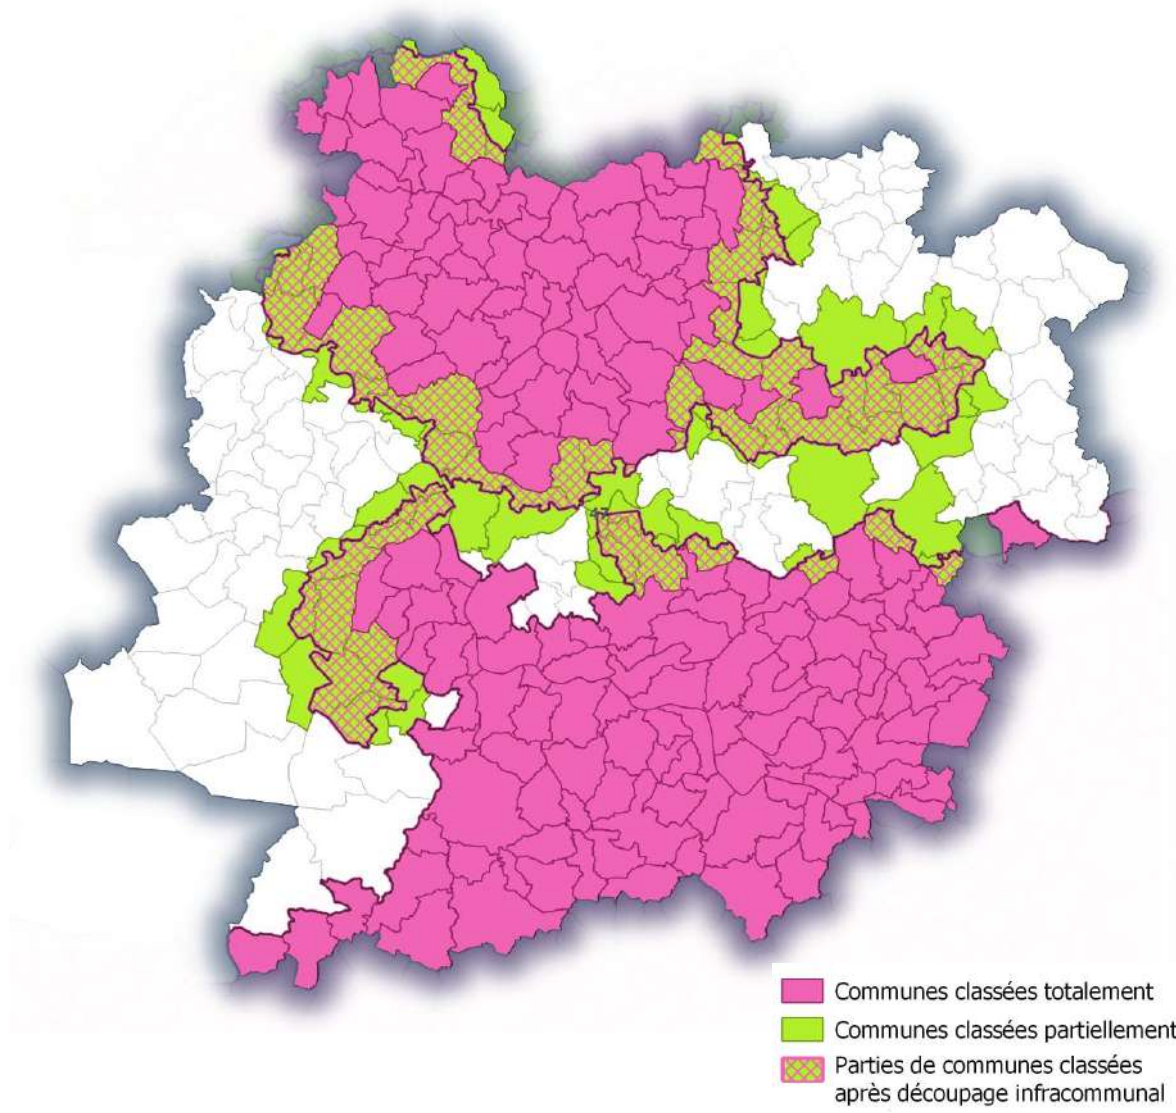 Communes classées totalement
Communes classées partiellement
Parties de communes classées
après découpage infracommunal